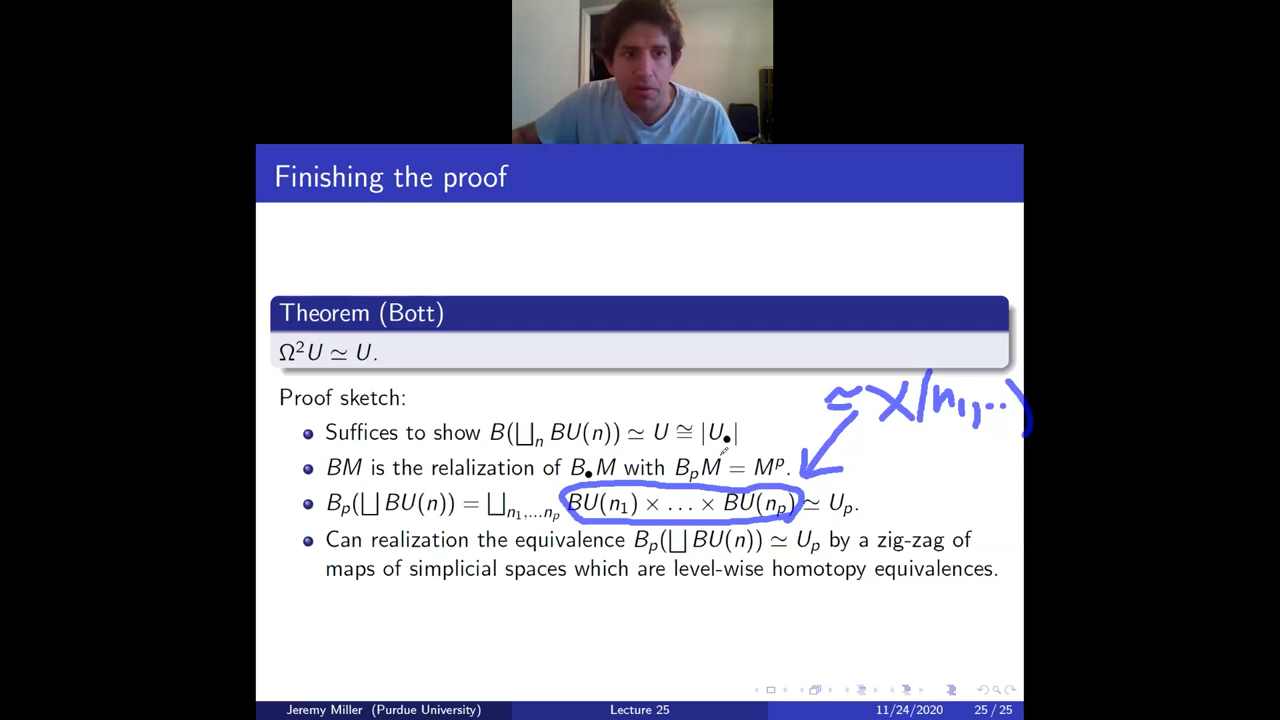 Finishing the proof
Theorem (Bott)
Ω²U ≃ U.
≃ X(n₁,..)
Proof sketch:
• Suffices to show B(⨆ₙ BU(n)) ≃ U ≅ |U•|
• BM is the relalization of B•M with BₚM = Mᵖ.
• Bₚ(⨆ BU(n)) = ⨆ₙ₁,...ₙₚ BU(n₁) × … × BU(nₚ) ≃ Uₚ.
• Can realization the equivalence Bₚ(⨆ BU(n)) ≃ Uₚ by a zig-zag of
maps of simplicial spaces which are level-wise homotopy equivalences.
Jeremy Miller (Purdue University) Lecture 25 11/24/2020 25 / 25